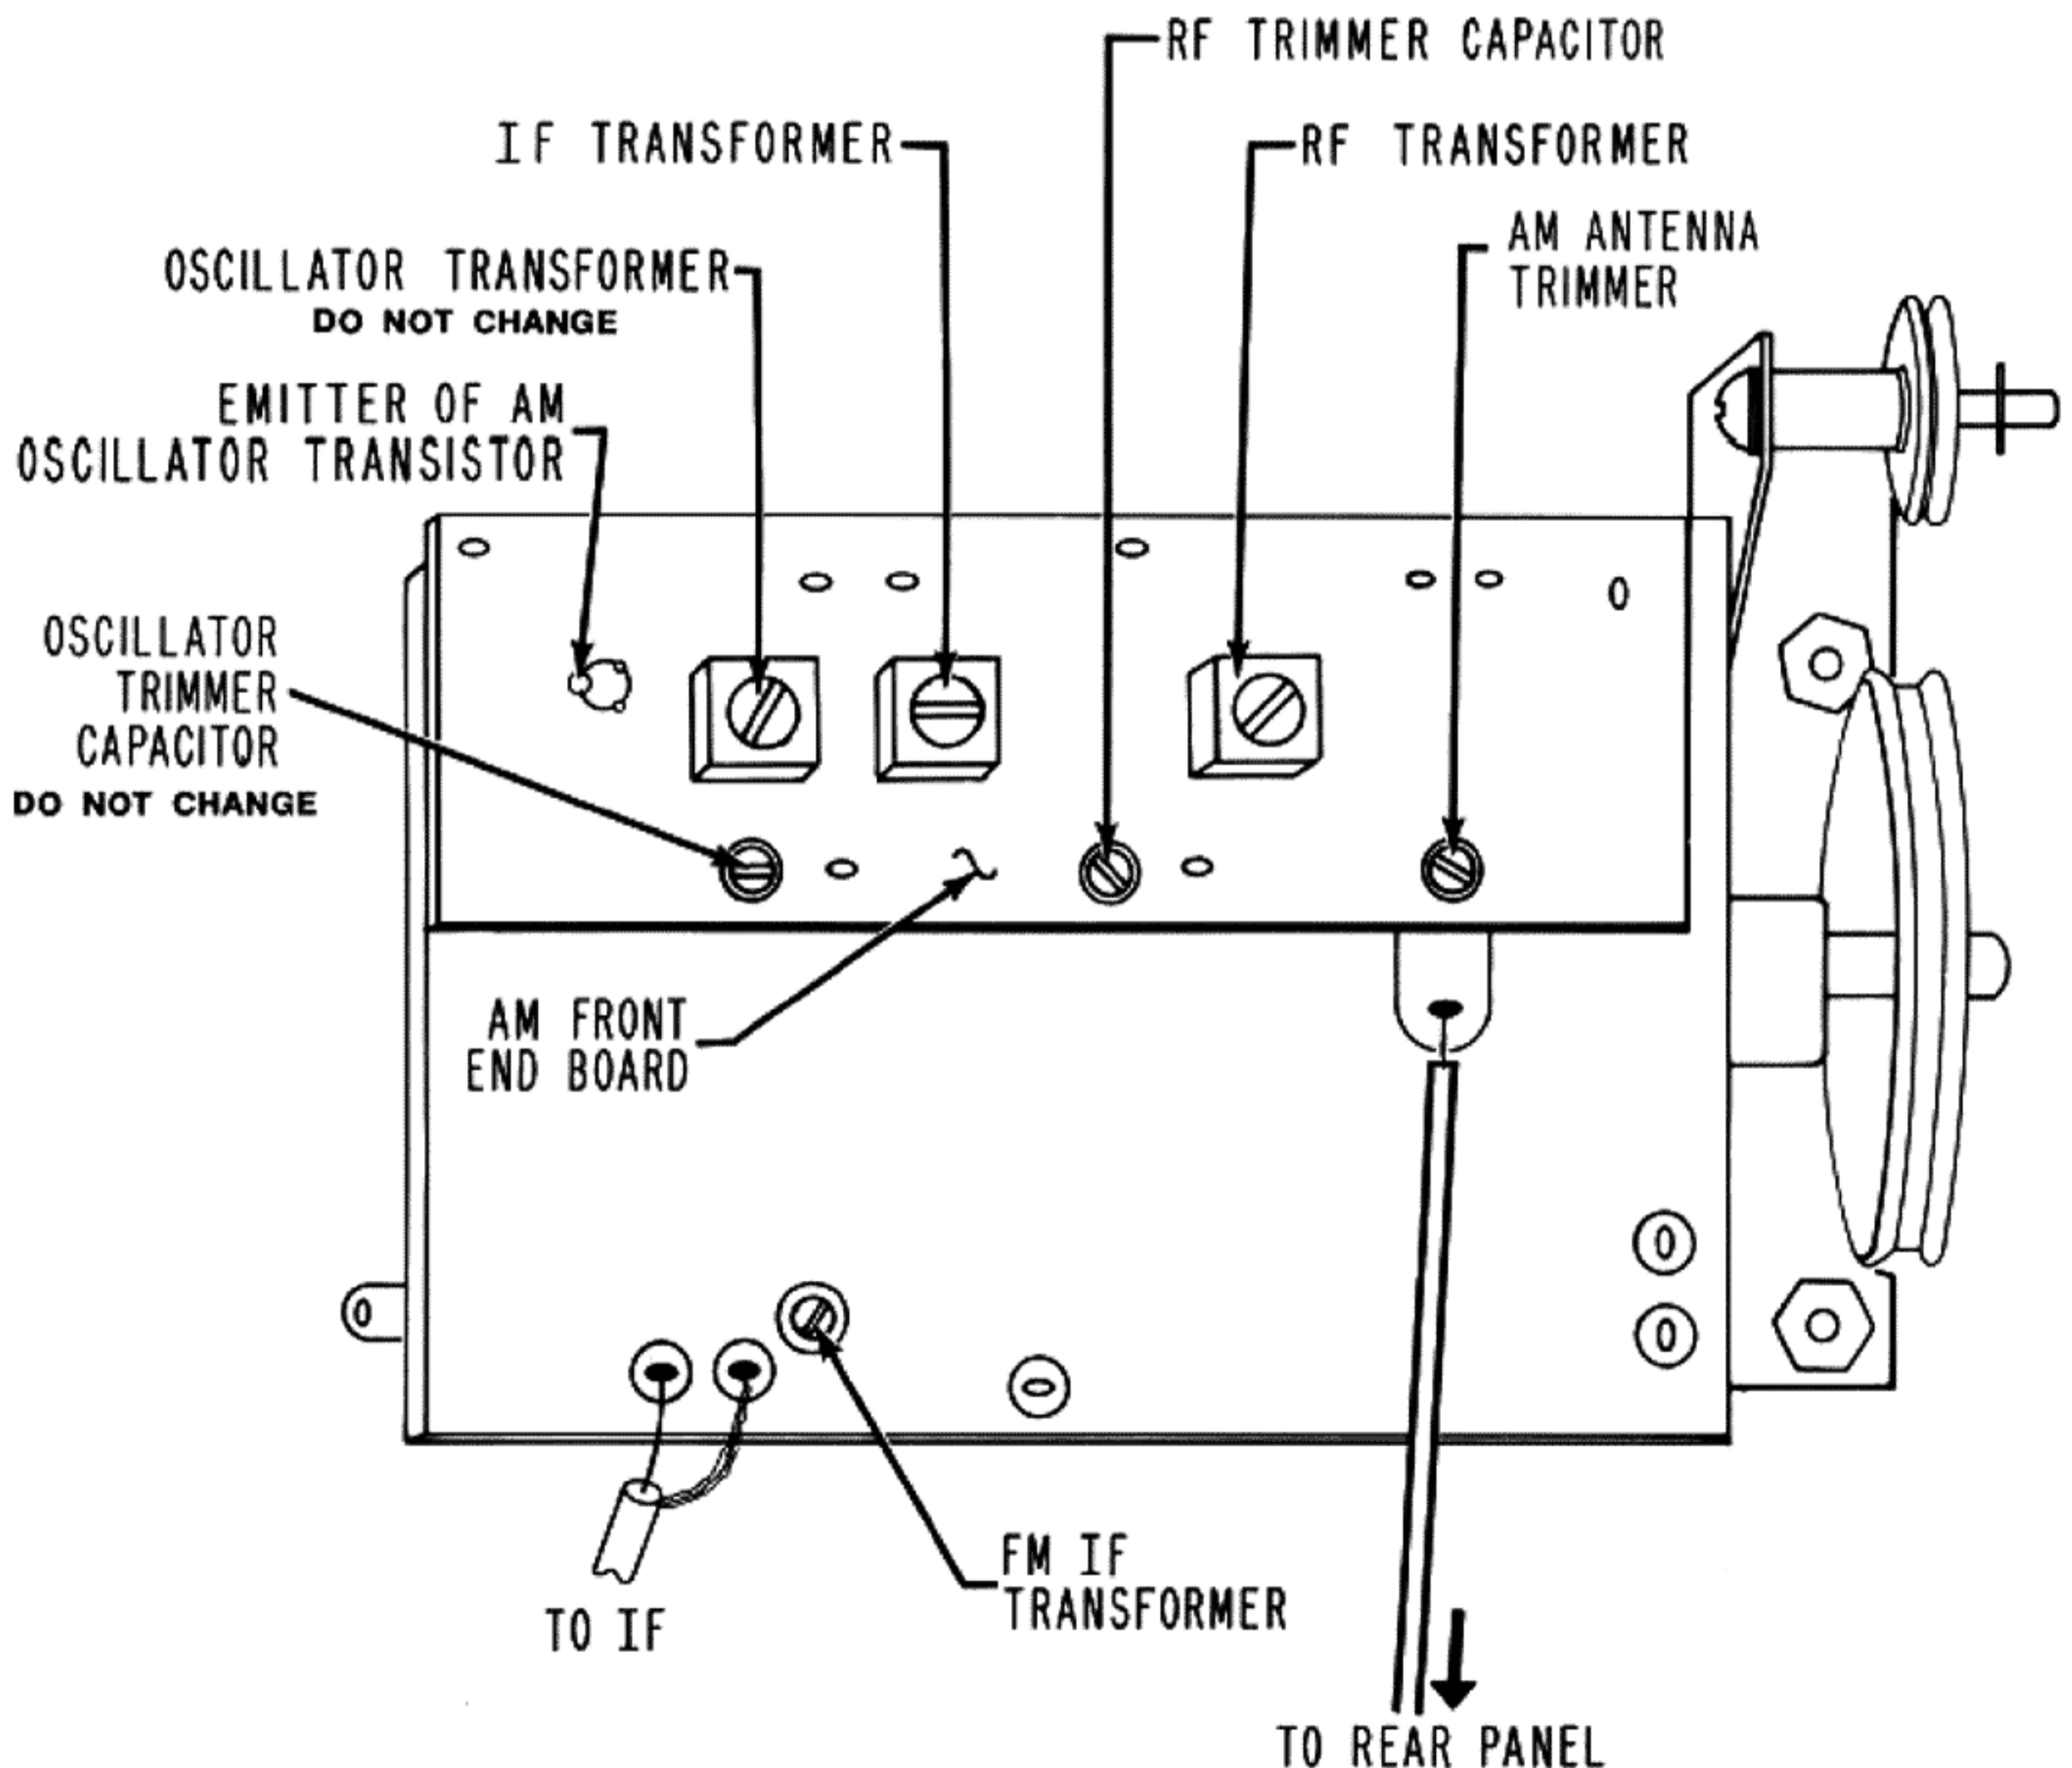 RF TRIMMER CAPACITOR
IF TRANSFORMER
RF TRANSFORMER
AM ANTENNA
TRIMMER
OSCILLATOR TRANSFORMER
DO NOT CHANGE
EMITTER OF AM
OSCILLATOR TRANSISTOR
OSCILLATOR
TRIMMER
CAPACITOR
DO NOT CHANGE
AM FRONT
END BOARD
FM IF
TRANSFORMER
TO IF
TO REAR PANEL